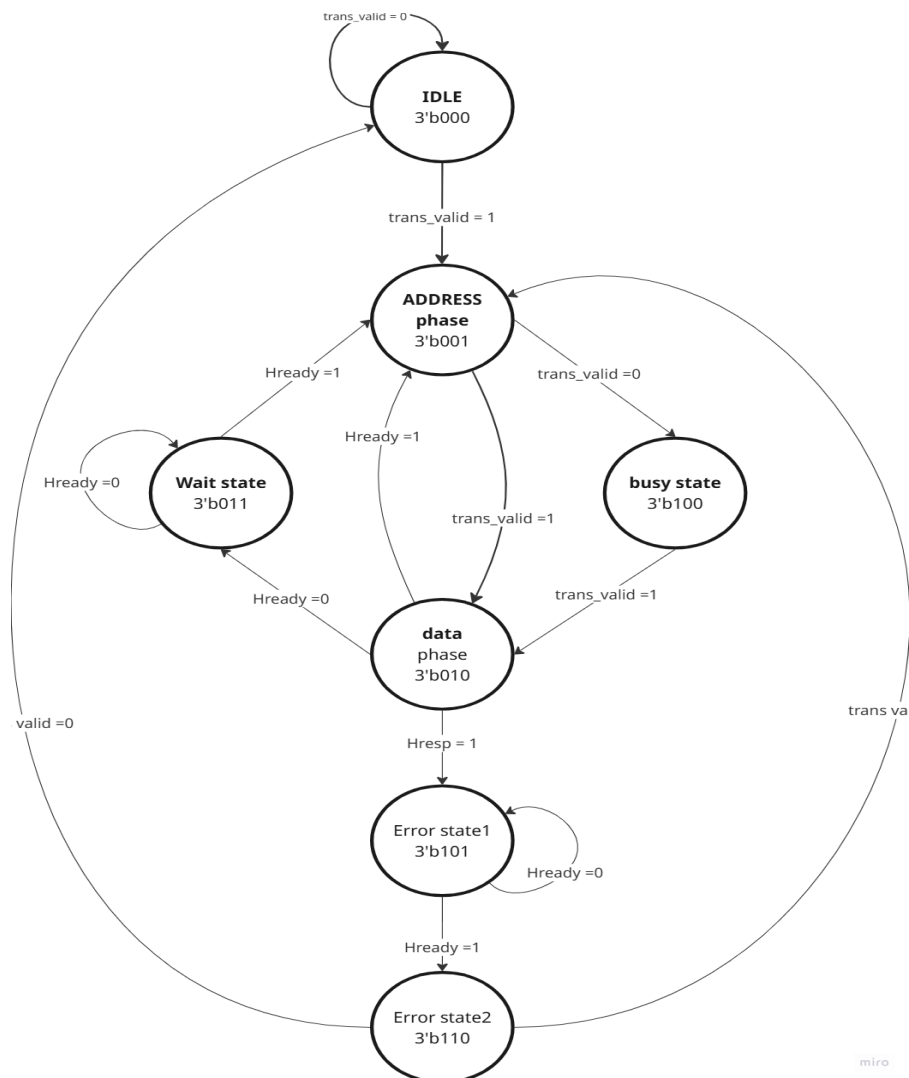 trans_valid = 0
IDLE
3'b000
trans_valid = 1
ADDRESS
phase
3'b001
Hready =1
trans_valid =0
Hready =1
Hready =0
Wait state
3'b011
busy state
3'b100
trans_valid =1
Hready =0
trans_valid =1
data
phase
3'b010
valid =0
trans va
Hresp = 1
Error state1
3'b101
Hready =0
Hready =1
Error state2
3'b110
miro